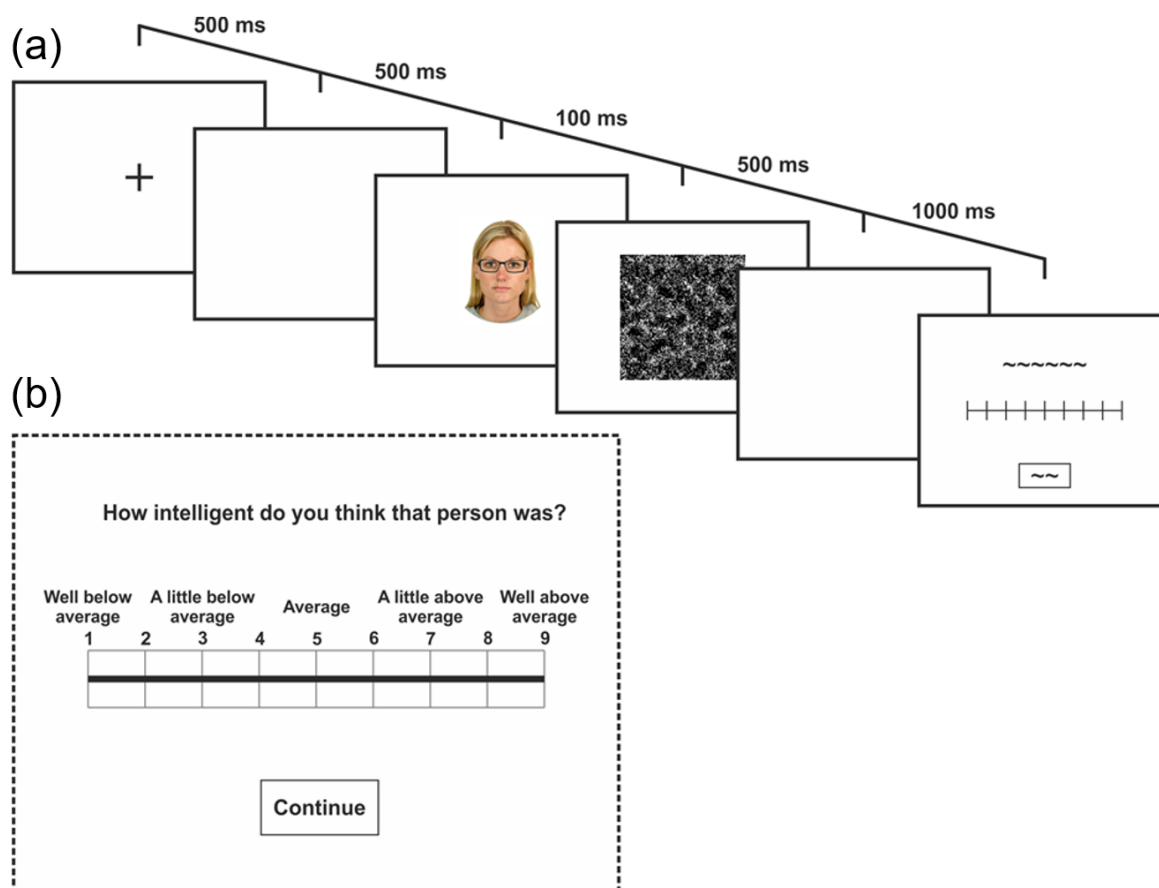 (a)
500 ms
500 ms
100 ms
500 ms
1000 ms
+
~~~~~~
~~
(b)
How intelligent do you think that person was?
Well below A little below Average A little above Well above
average average average average
1 2 3 4 5 6 7 8 9
Continue